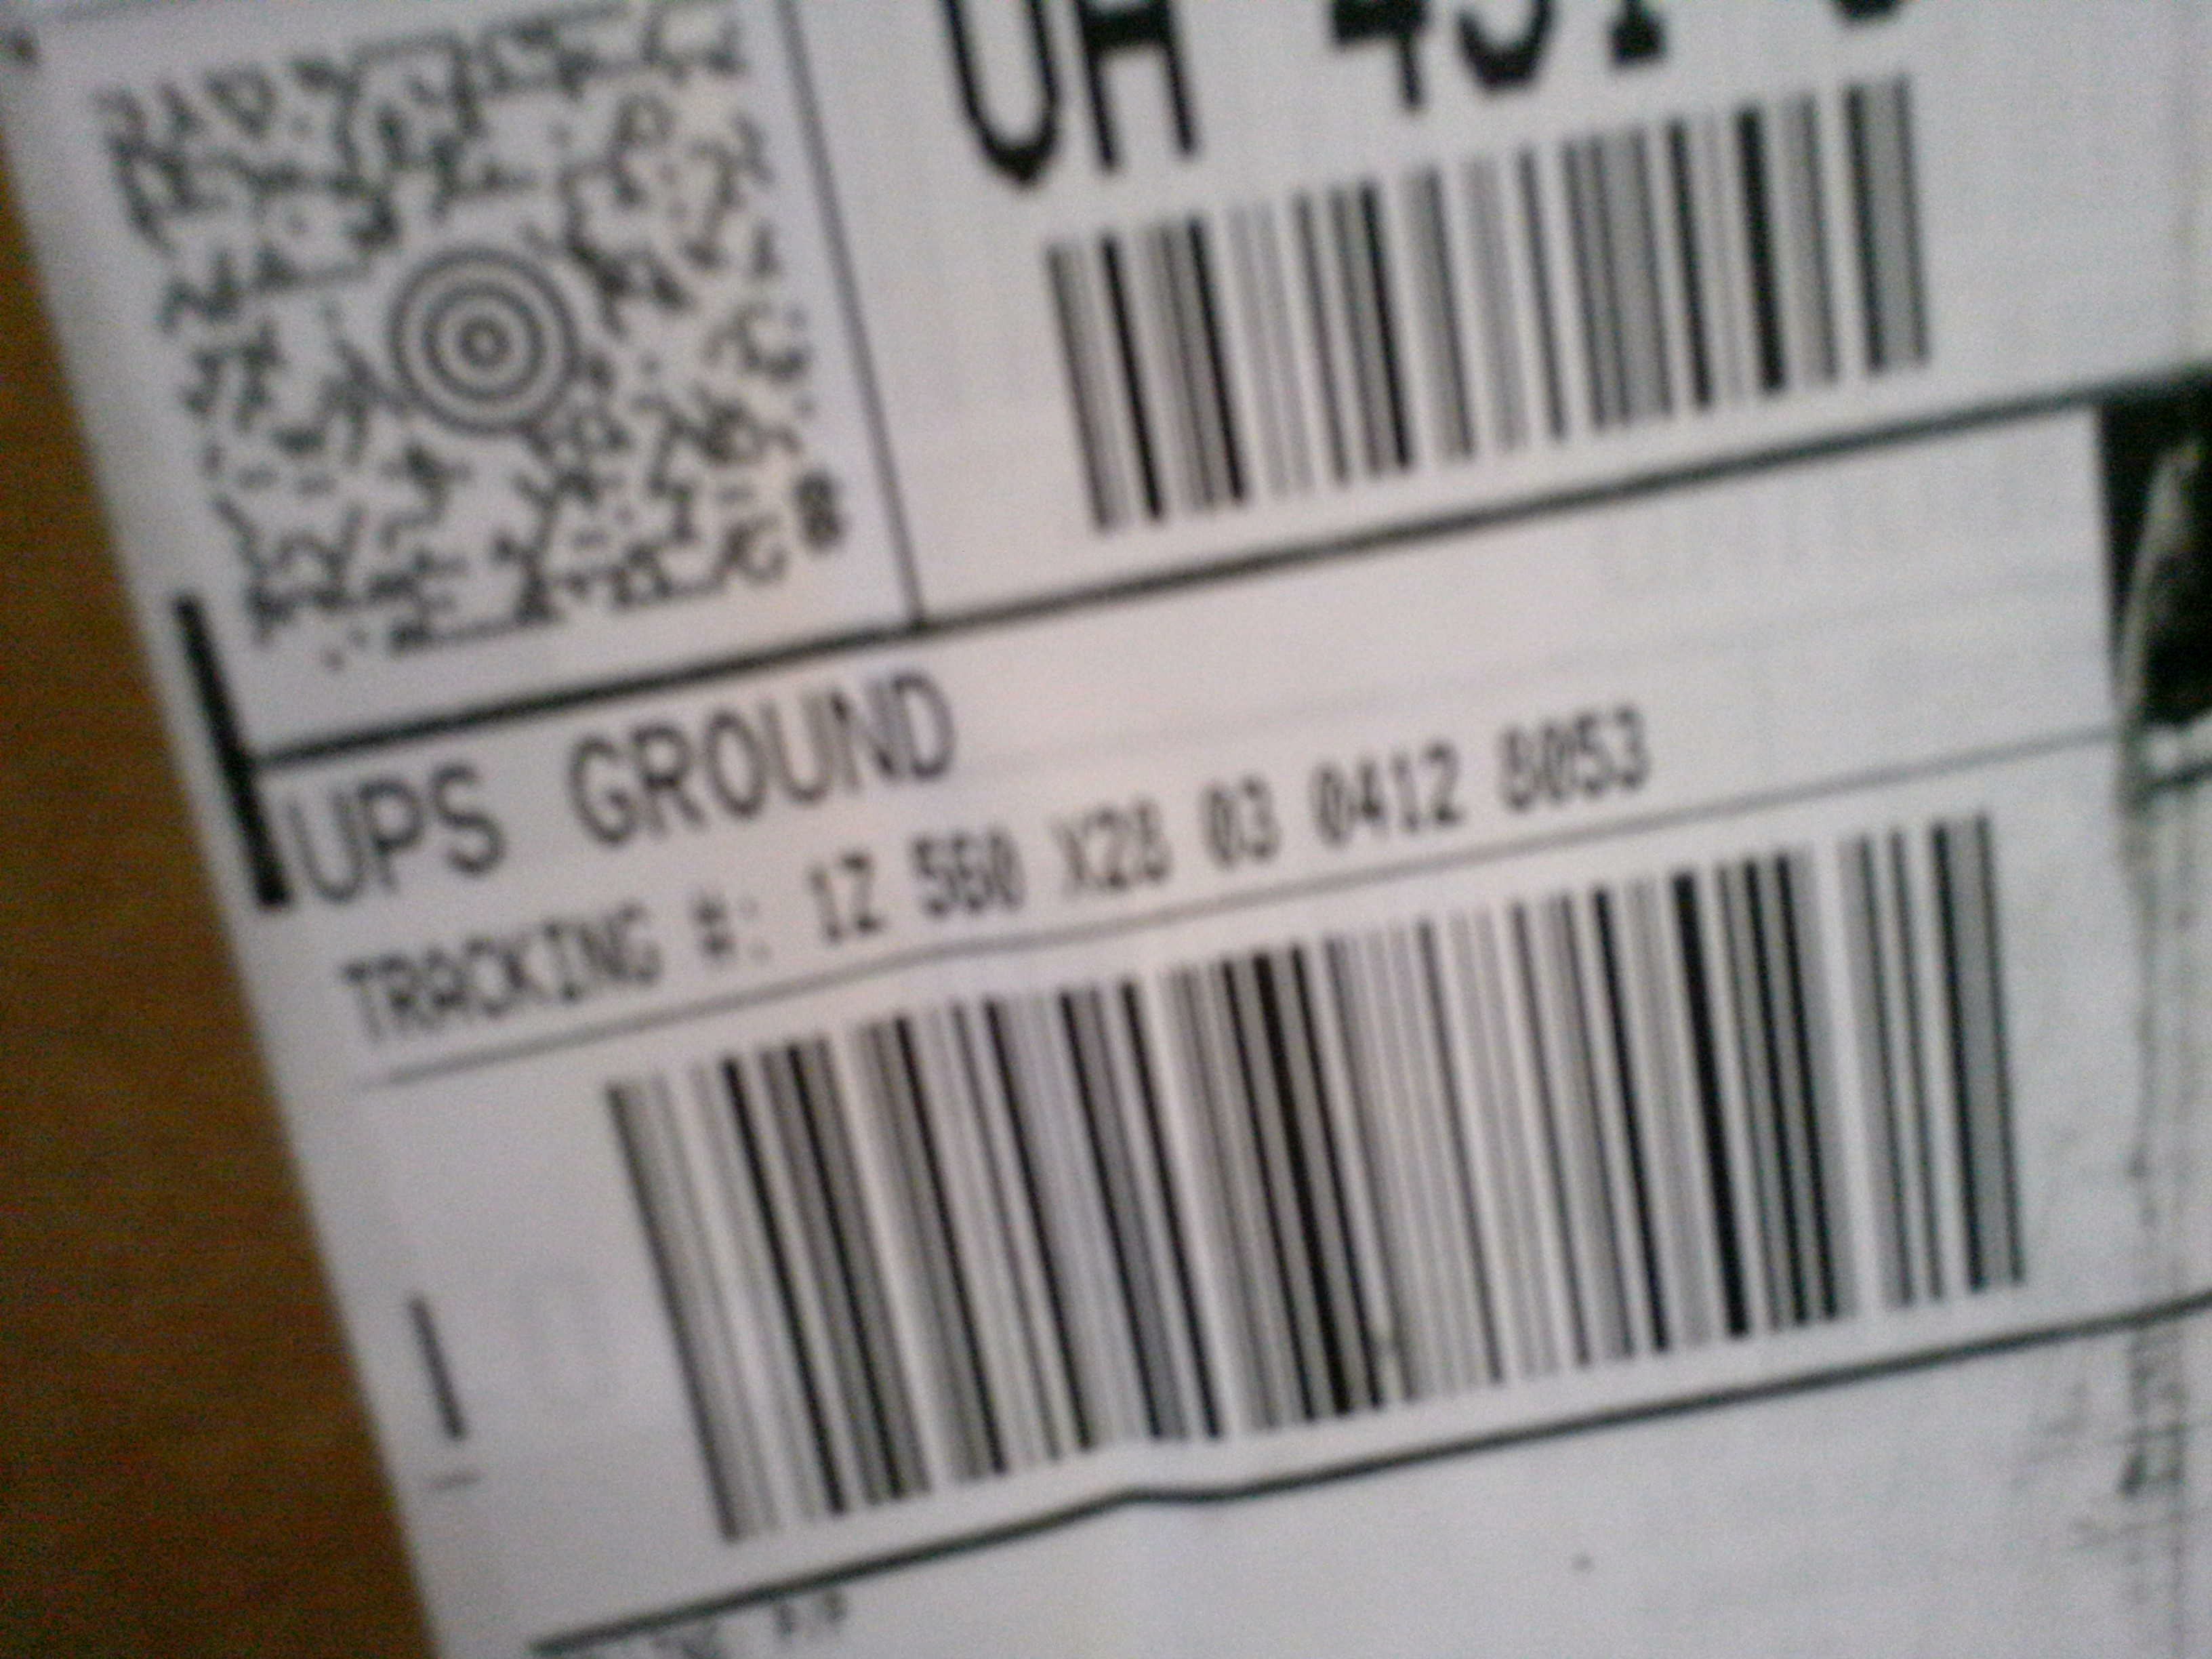 UPS GROUND
TRACKING #: 1Z 560 X28 03 0412 8053